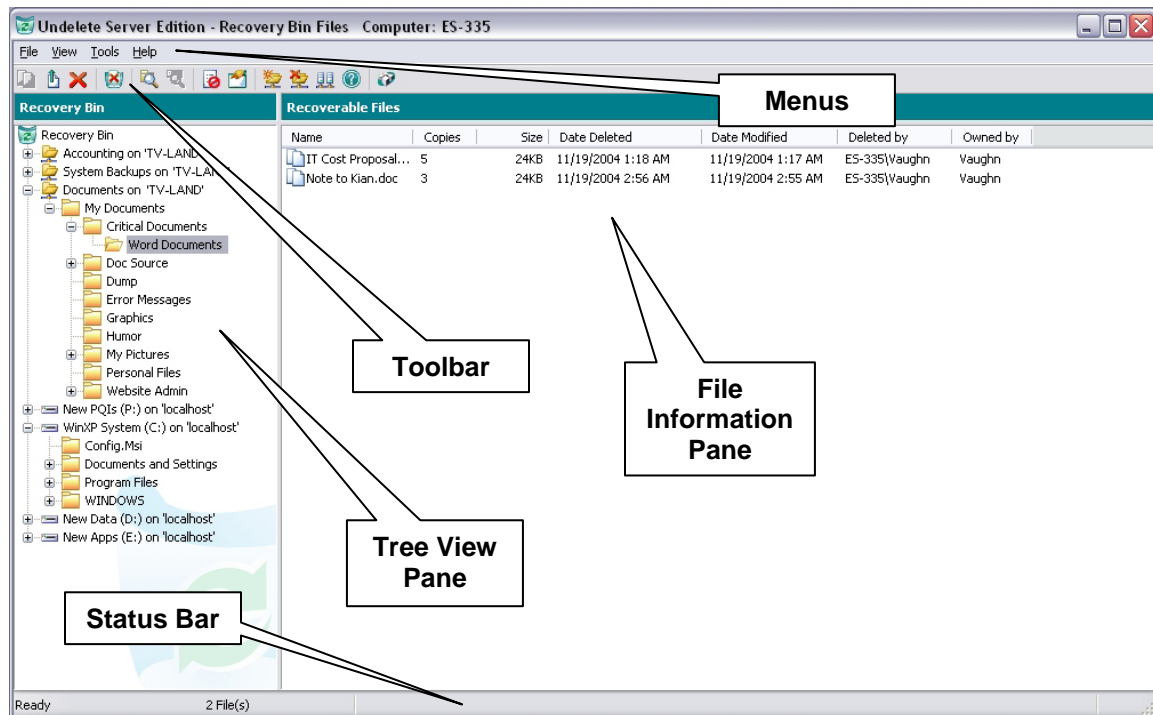 Undelete Server Edition - Recovery Bin Files   Computer: ES-335
File View Tools Help
Menus
Recovery Bin
Recoverable Files
Name Copies Size Date Deleted Date Modified Deleted by Owned by
IT Cost Proposal... 5 24KB 11/19/2004 1:18 AM 11/19/2004 1:17 AM ES-335\Vaughn Vaughn
Note to Kian.doc 3 24KB 11/19/2004 2:56 AM 11/19/2004 2:55 AM ES-335\Vaughn Vaughn
Recovery Bin
Accounting on 'TV-LAND'
System Backups on 'TV-LAN
Documents on 'TV-LAND'
My Documents
Critical Documents
Word Documents
Doc Source
Dump
Error Messages
Graphics
Humor
My Pictures
Personal Files
Website Admin
New PQIs (P:) on 'localhost'
WinXP System (C:) on 'localhost'
Config.Msi
Documents and Settings
Program Files
WINDOWS
New Data (D:) on 'localhost'
New Apps (E:) on 'localhost'
Toolbar
File
Information
Pane
Tree View
Pane
Status Bar
Ready 2 File(s)